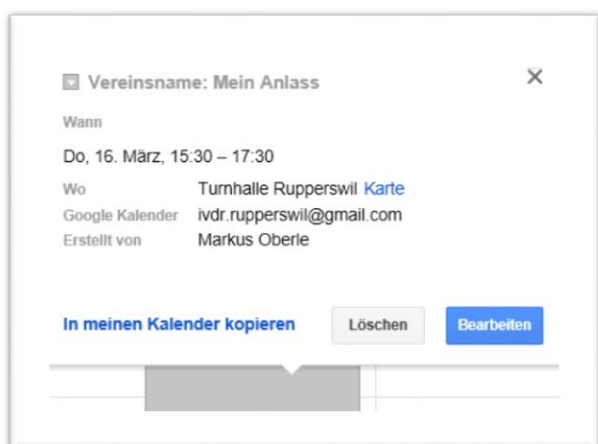 Vereinsname: Mein Anlass
Wann
Do, 16. März, 15:30 – 17:30
Wo Turnhalle Rupperswil Karte
Google Kalender ivdr.rupperswil@gmail.com
Erstellt von Markus Oberle
In meinen Kalender kopieren Löschen Bearbeiten